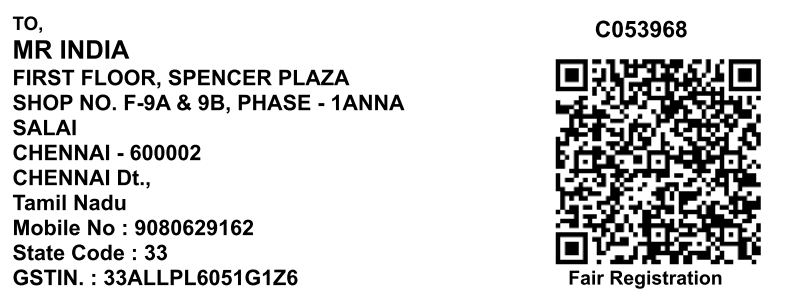 TO,
MR INDIA
FIRST FLOOR, SPENCER PLAZA
SHOP NO. F-9A & 9B, PHASE - 1ANNA
SALAI
CHENNAI - 600002
CHENNAI Dt.,
Tamil Nadu
Mobile No : 9080629162
State Code : 33
GSTIN. : 33ALLPL6051G1Z6
C053968
Fair Registration